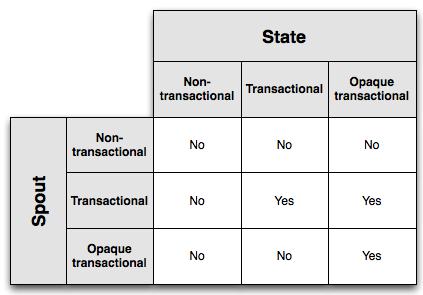 State
Non-
transactional
Transactional
Opaque
transactional
Spout
Non-
transactional
No
No
No
Transactional
No
Yes
Yes
Opaque
transactional
No
No
Yes